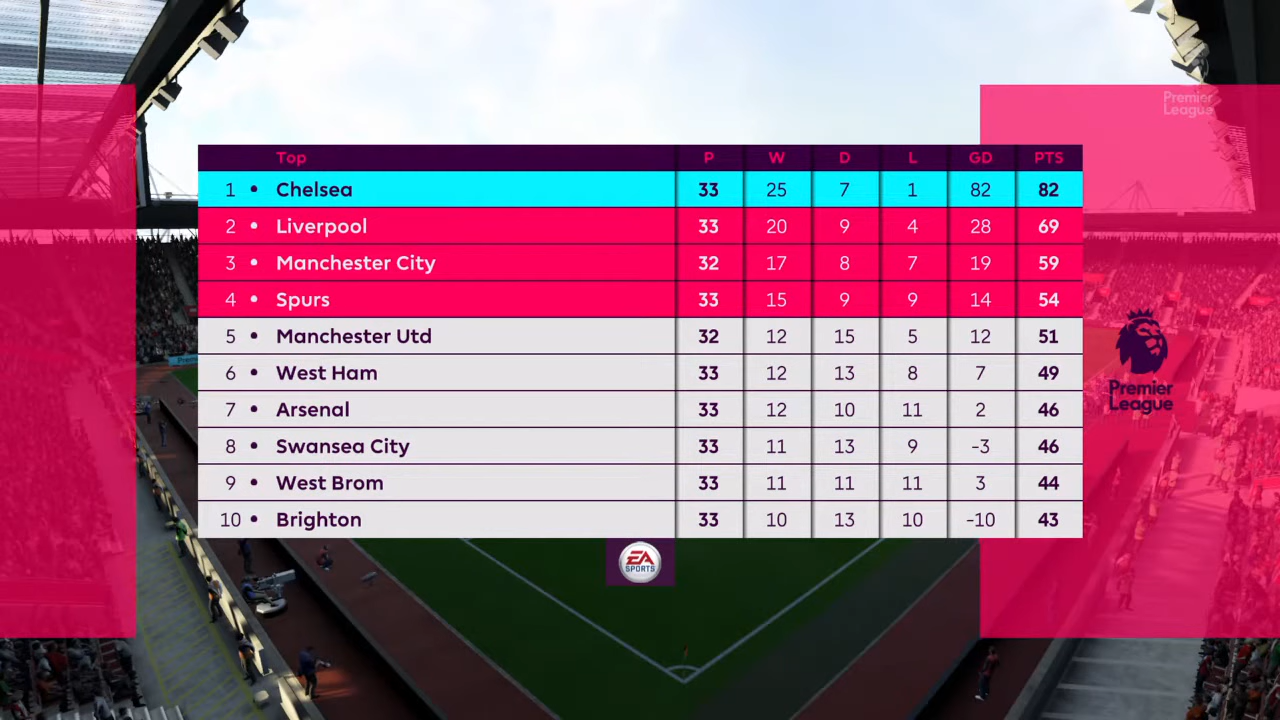 Premier
League
Top P W D L GD PTS
1 • Chelsea 33 25 7 1 82 82
2 • Liverpool 33 20 9 4 28 69
3 • Manchester City 32 17 8 7 19 59
4 • Spurs 33 15 9 9 14 54
5 • Manchester Utd 32 12 15 5 12 51
6 • West Ham 33 12 13 8 7 49
7 • Arsenal 33 12 10 11 2 46
8 • Swansea City 33 11 13 9 -3 46
9 • West Brom 33 11 11 11 3 44
10 • Brighton 33 10 13 10 -10 43
Premier
League
EA
SPORTS